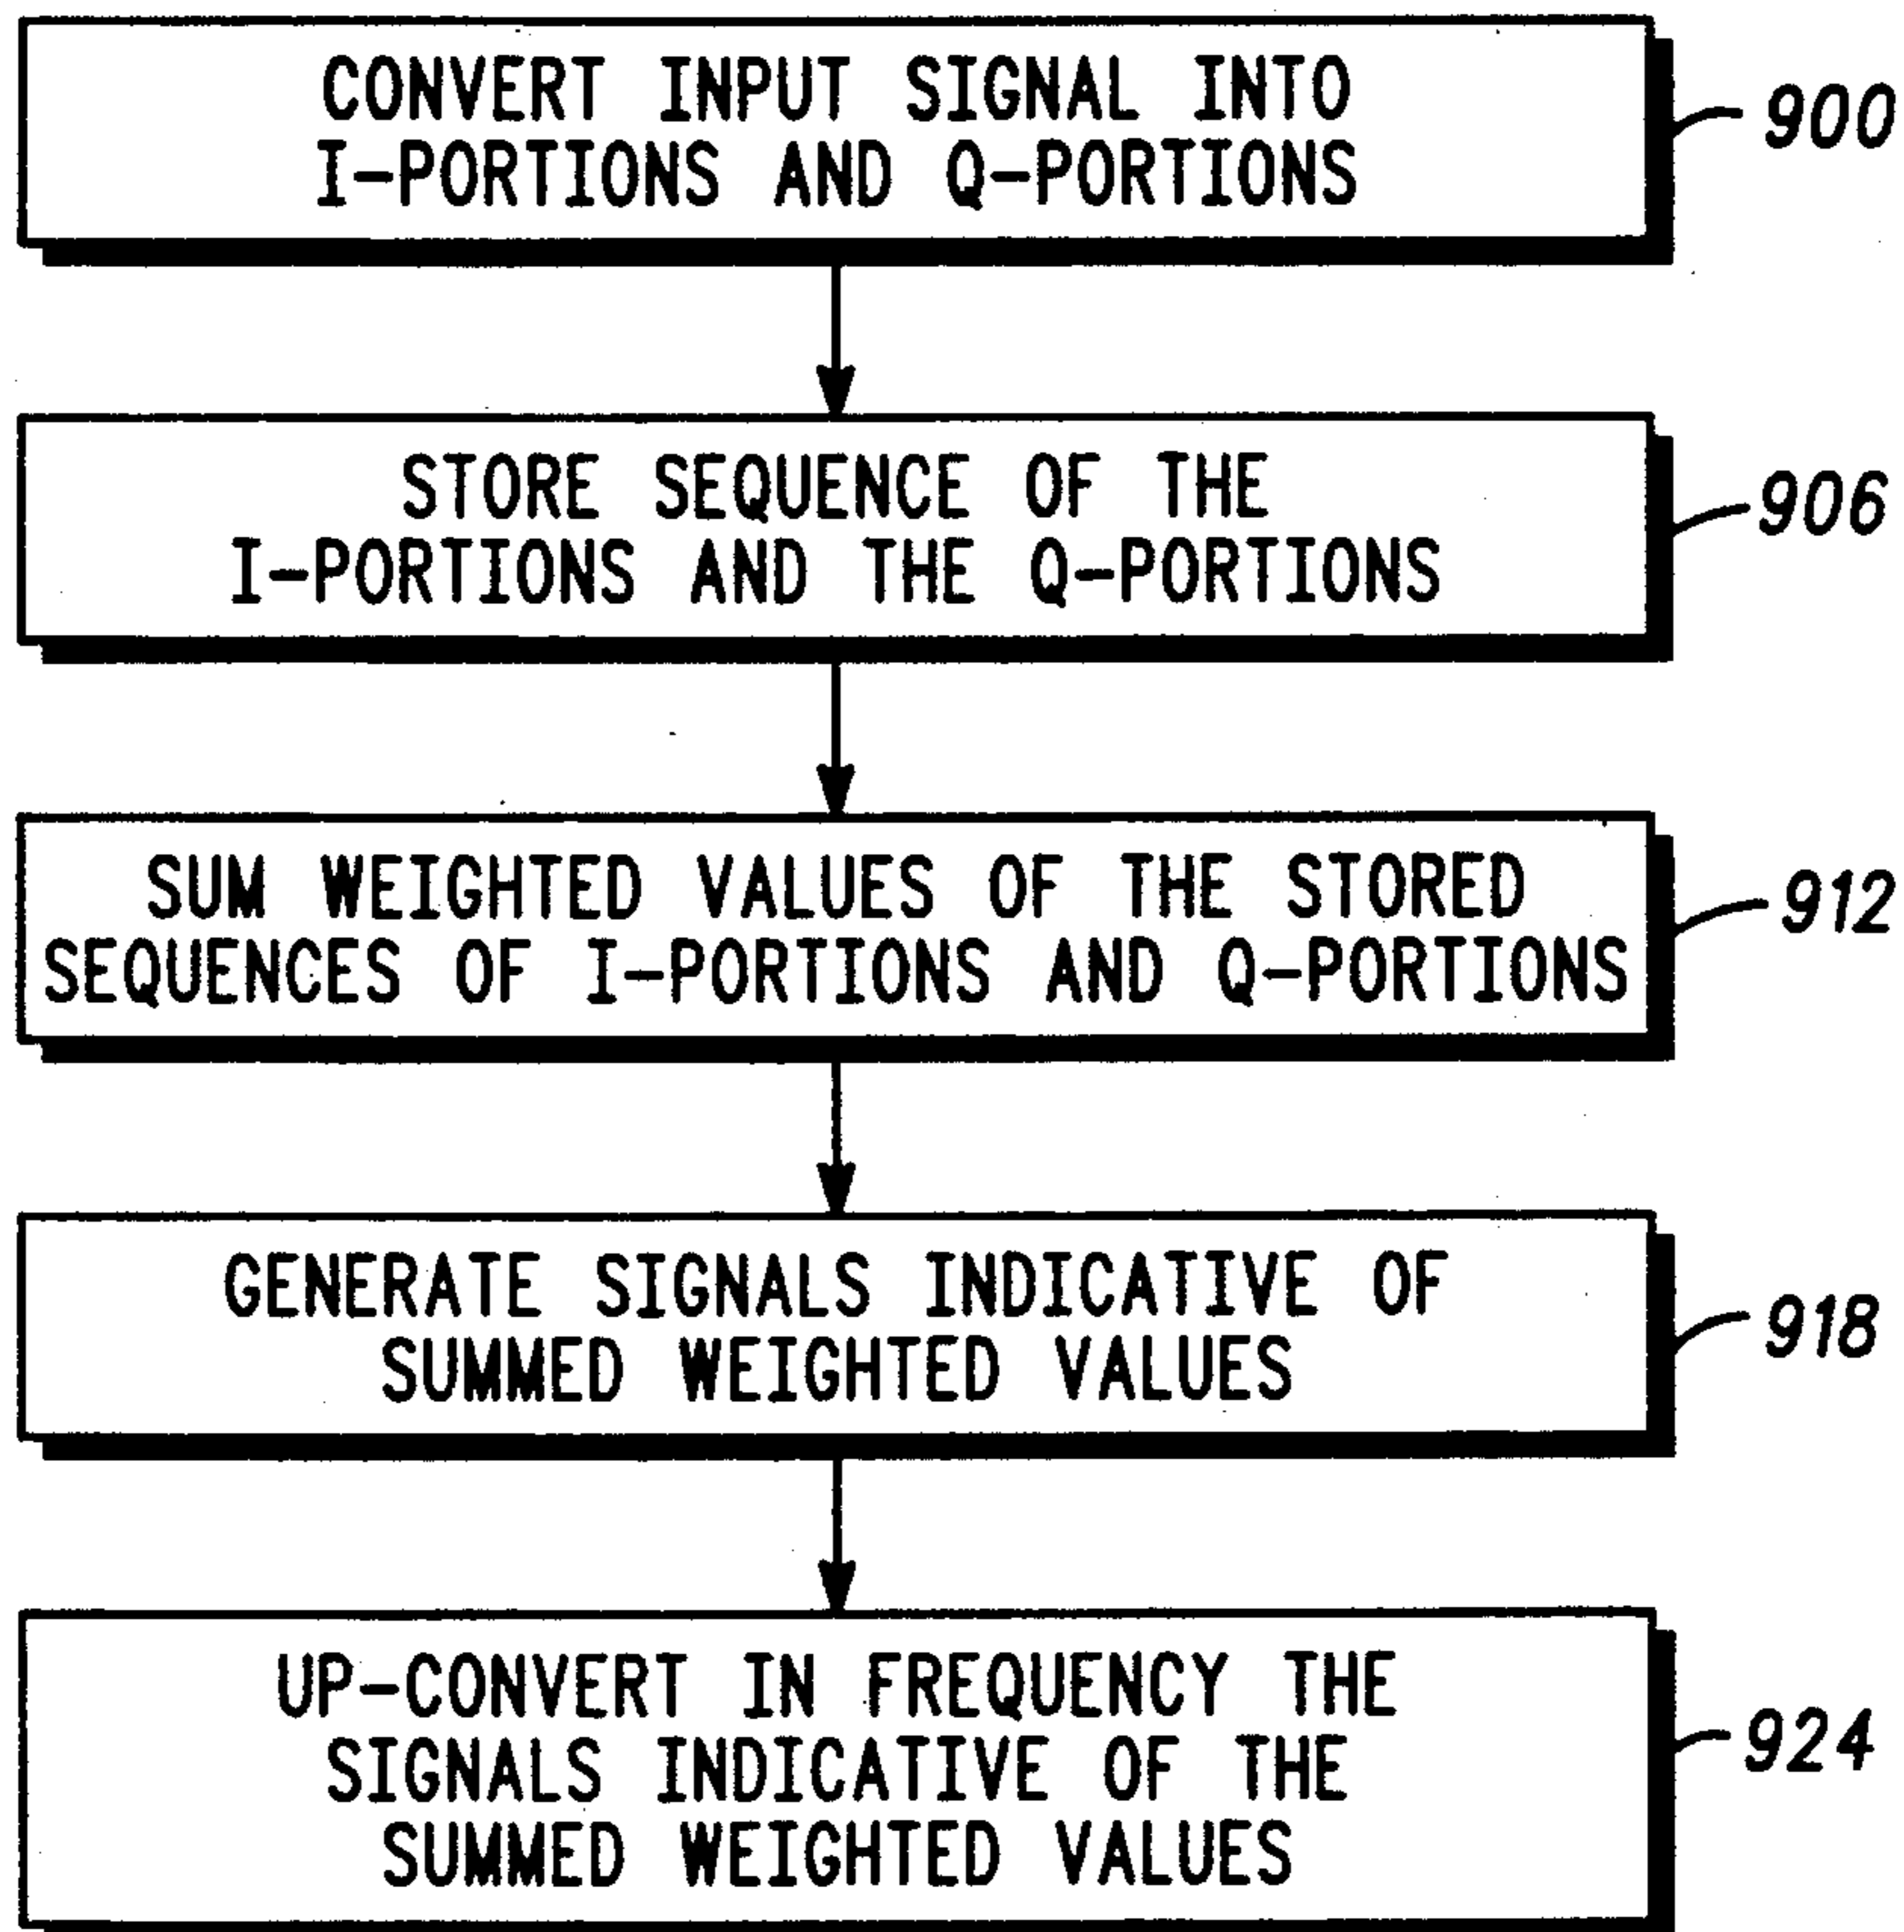 CONVERT INPUT SIGNAL INTO
I-PORTIONS AND Q-PORTIONS
900
STORE SEQUENCE OF THE
I-PORTIONS AND THE Q-PORTIONS
906
SUM WEIGHTED VALUES OF THE STORED
SEQUENCES OF I-PORTIONS AND Q-PORTIONS
912
GENERATE SIGNALS INDICATIVE OF
SUMMED WEIGHTED VALUES
918
UP-CONVERT IN FREQUENCY THE
SIGNALS INDICATIVE OF THE
SUMMED WEIGHTED VALUES
924